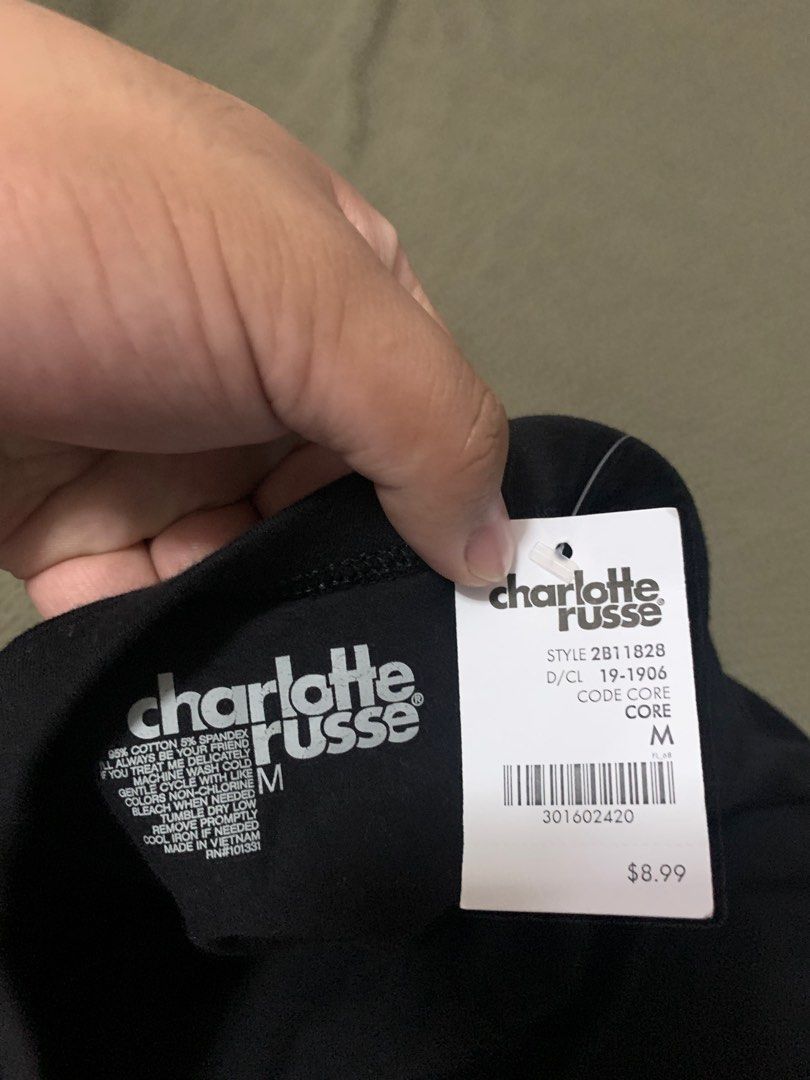 charlotte
russe®
STYLE 2B11828
D/CL 19-1906
CODE CORE
CORE
M
301602420
$8.99
charlotte
russe®
95% COTTON 5% SPANDEX
ALWAYS BE YOUR FRIEND
IF YOU TREAT ME DELICATELY
MACHINE WASH COLD
GENTLE CYCLE WITH LIKE
COLORS NON-CHLORINE
BLEACH WHEN NEEDED
TUMBLE DRY LOW
REMOVE PROMPTLY
COOL IRON IF NEEDED
MADE IN VIETNAM
RN#101331
M